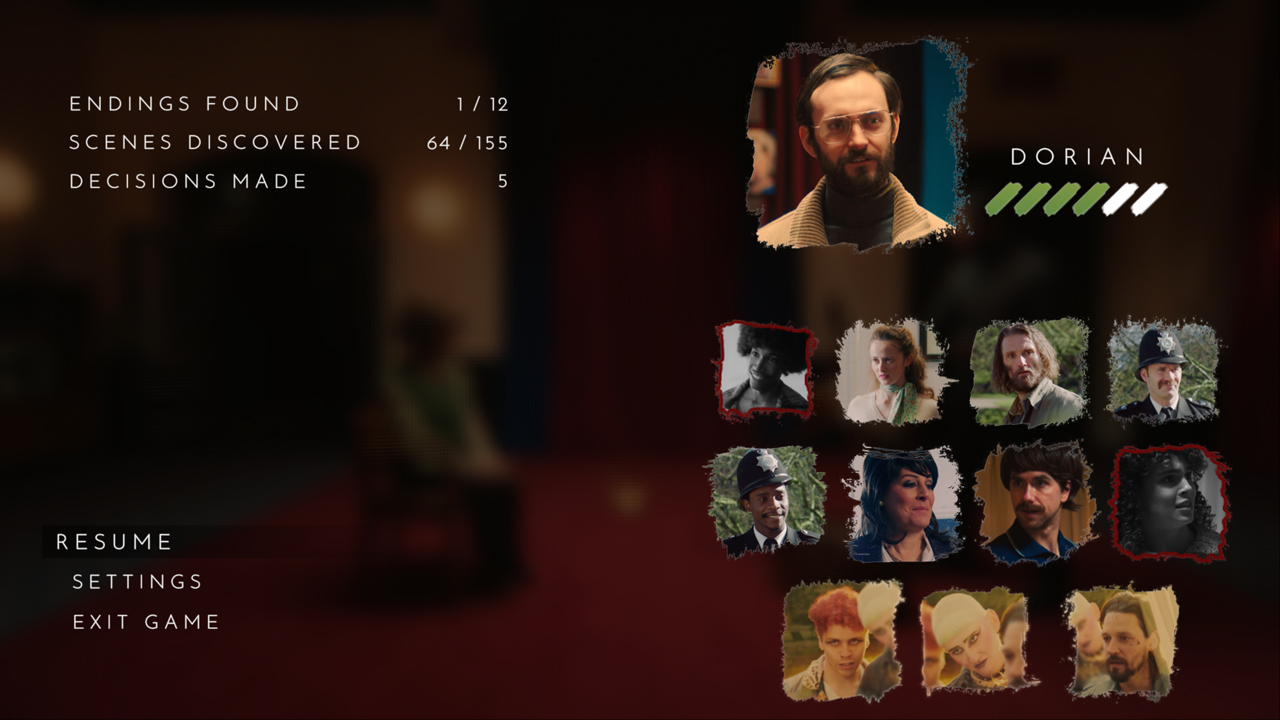 ENDINGS FOUND 1 / 12
SCENES DISCOVERED 64 / 155
DECISIONS MADE 5
DORIAN
RESUME
SETTINGS
EXIT GAME